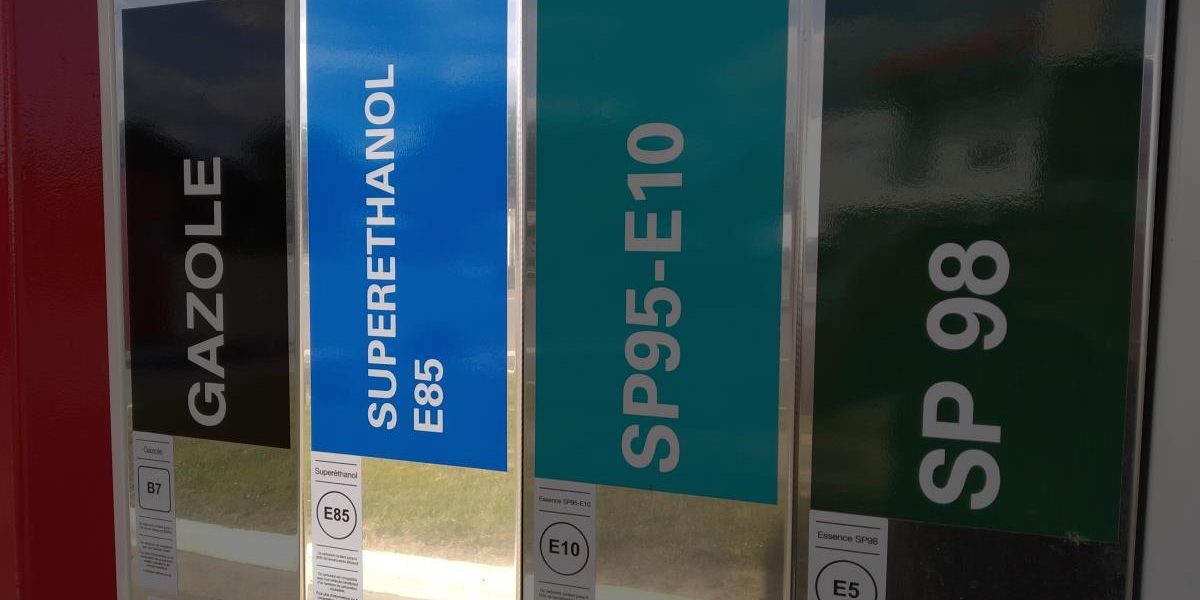 GAZOLE
Gazole
B7
SUPERETHANOL
E85
Superéthanol
E85
SP95-E10
Essence SP95-E10
E10
SP 98
Essence SP98
E5